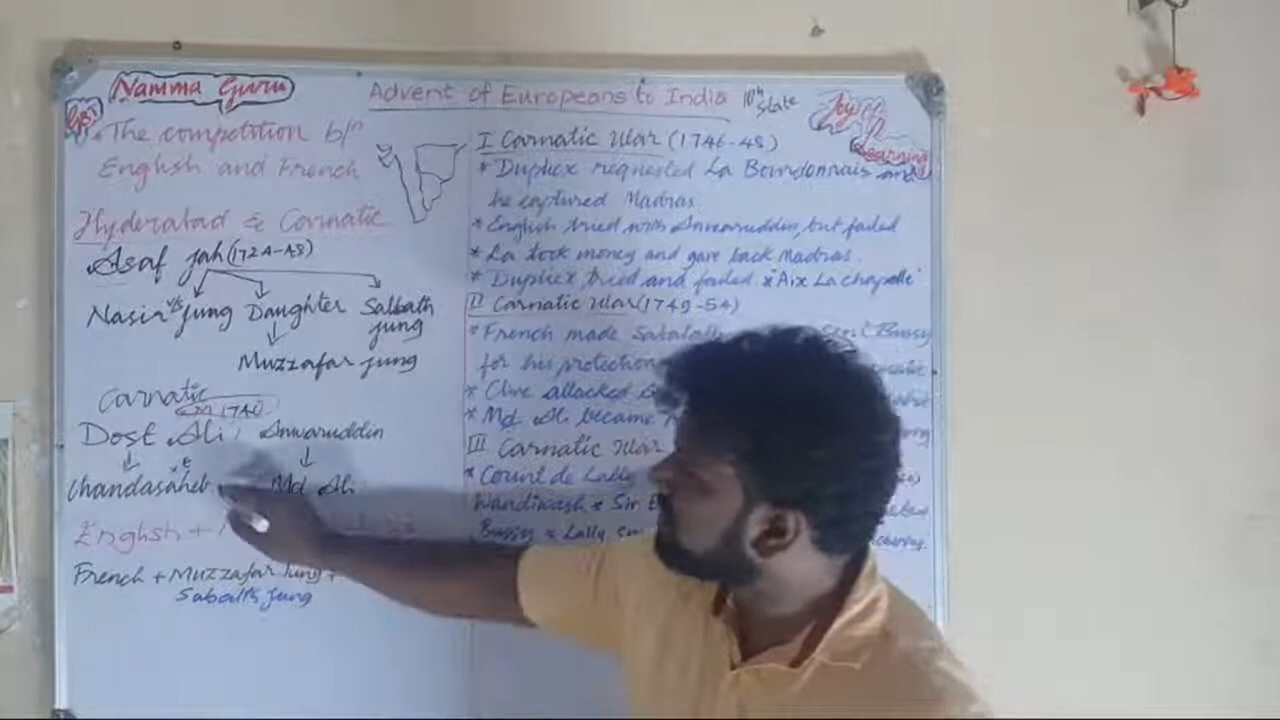 Namma Guru
Advent of Europeans to India 10th State
Joy of
Learning
The competition b/n
English and French
Hyderabad & Carnatic
Asaf jah (1724-48)
Nasir v/s jung Daughter Salbath
jung
Muzzafar jung
Carnatic
1740
Dost Ali Anwaruddin
Chandasaheb Md Ali
English +
French + Muzzafar Jung +
Jung
I Carnatic War (1746-48)
* Duplex requested La Bourdonnais and
he captured Madras
* English tried with Anwaruddin, but failed
* La took money and gave back Madras.
* Duplex tried and failed. * "Aix La chapelle"
II Carnatic War (1749-54)
* French made Bussy
for his protection
* Clive attacked
* Md Ali became
III Carnatic War
* Count de Lally
Wandiwash * Sir E
Bussy * Lally